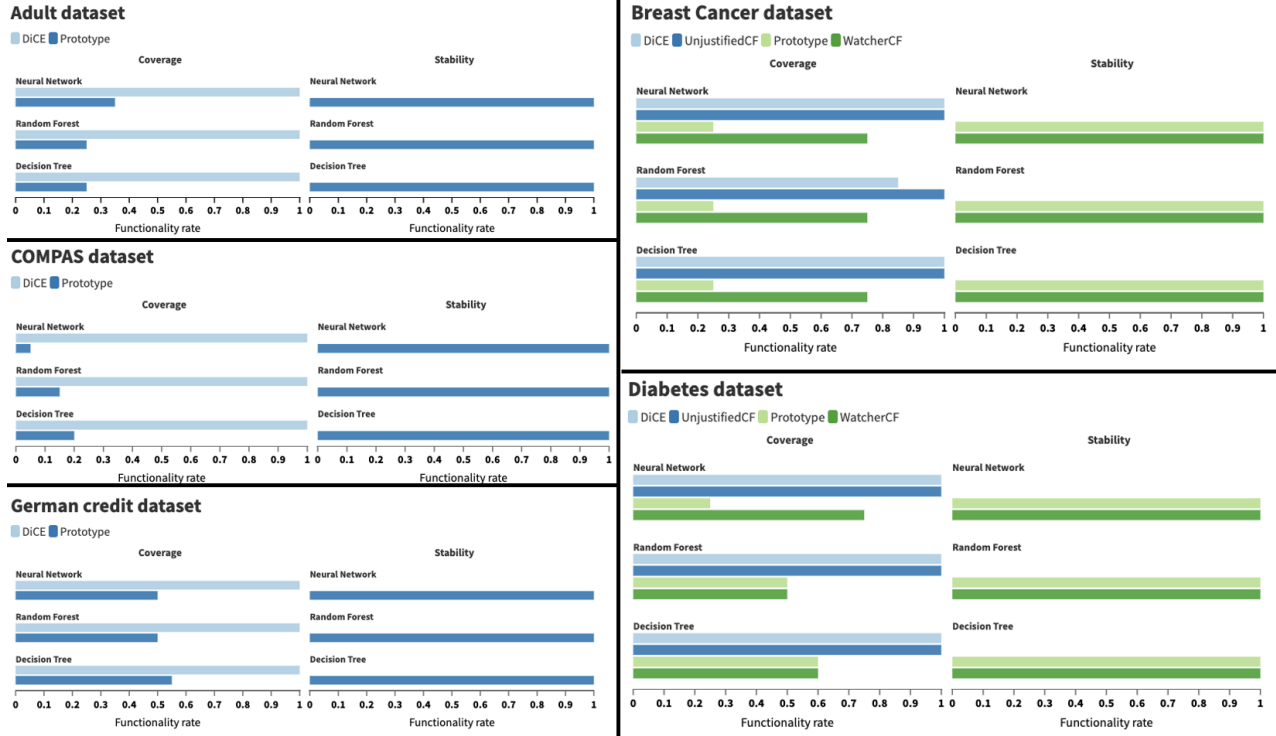 Adult dataset
DiCE Prototype
Coverage Stability
Neural Network Neural Network
Random Forest Random Forest
Decision Tree Decision Tree
0 0.1 0.2 0.3 0.4 0.5 0.6 0.7 0.8 0.9 1 0 0.1 0.2 0.3 0.4 0.5 0.6 0.7 0.8 0.9 1
Functionality rate Functionality rate
COMPAS dataset
DiCE Prototype
Coverage Stability
Neural Network Neural Network
Random Forest Random Forest
Decision Tree Decision Tree
0 0.1 0.2 0.3 0.4 0.5 0.6 0.7 0.8 0.9 1 0 0.1 0.2 0.3 0.4 0.5 0.6 0.7 0.8 0.9 1
Functionality rate Functionality rate
German credit dataset
DiCE Prototype
Coverage Stability
Neural Network Neural Network
Random Forest Random Forest
Decision Tree Decision Tree
0 0.1 0.2 0.3 0.4 0.5 0.6 0.7 0.8 0.9 1 0 0.1 0.2 0.3 0.4 0.5 0.6 0.7 0.8 0.9 1
Functionality rate Functionality rate
Breast Cancer dataset
DiCE UnjustifiedCF Prototype WatcherCF
Coverage Stability
Neural Network Neural Network
Random Forest Random Forest
Decision Tree Decision Tree
0 0.1 0.2 0.3 0.4 0.5 0.6 0.7 0.8 0.9 1 0 0.1 0.2 0.3 0.4 0.5 0.6 0.7 0.8 0.9 1
Functionality rate Functionality rate
Diabetes dataset
DiCE UnjustifiedCF Prototype WatcherCF
Coverage Stability
Neural Network Neural Network
Random Forest Random Forest
Decision Tree Decision Tree
0 0.1 0.2 0.3 0.4 0.5 0.6 0.7 0.8 0.9 1 0 0.1 0.2 0.3 0.4 0.5 0.6 0.7 0.8 0.9 1
Functionality rate Functionality rate